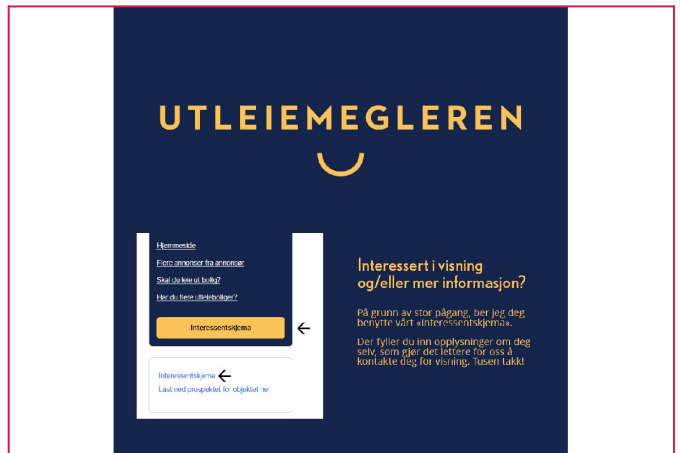 UTLEIEMEGLEREN
Hjemmeside
Flere annonser fra annonsør
Skal du leie ut bolig?
Har du flere utleieboliger?
Interessentskjema
Interessentskjema
Last ned prospektet for objektet her
Interessert i visning
og/eller mer informasjon?
På grunn av stor pågang, ber jeg deg
benytte vårt «Interessentskjema».
Der fyller du inn opplysninger om deg
selv, som gjør det lettere for oss å
kontakte deg for visning. Tusen takk!